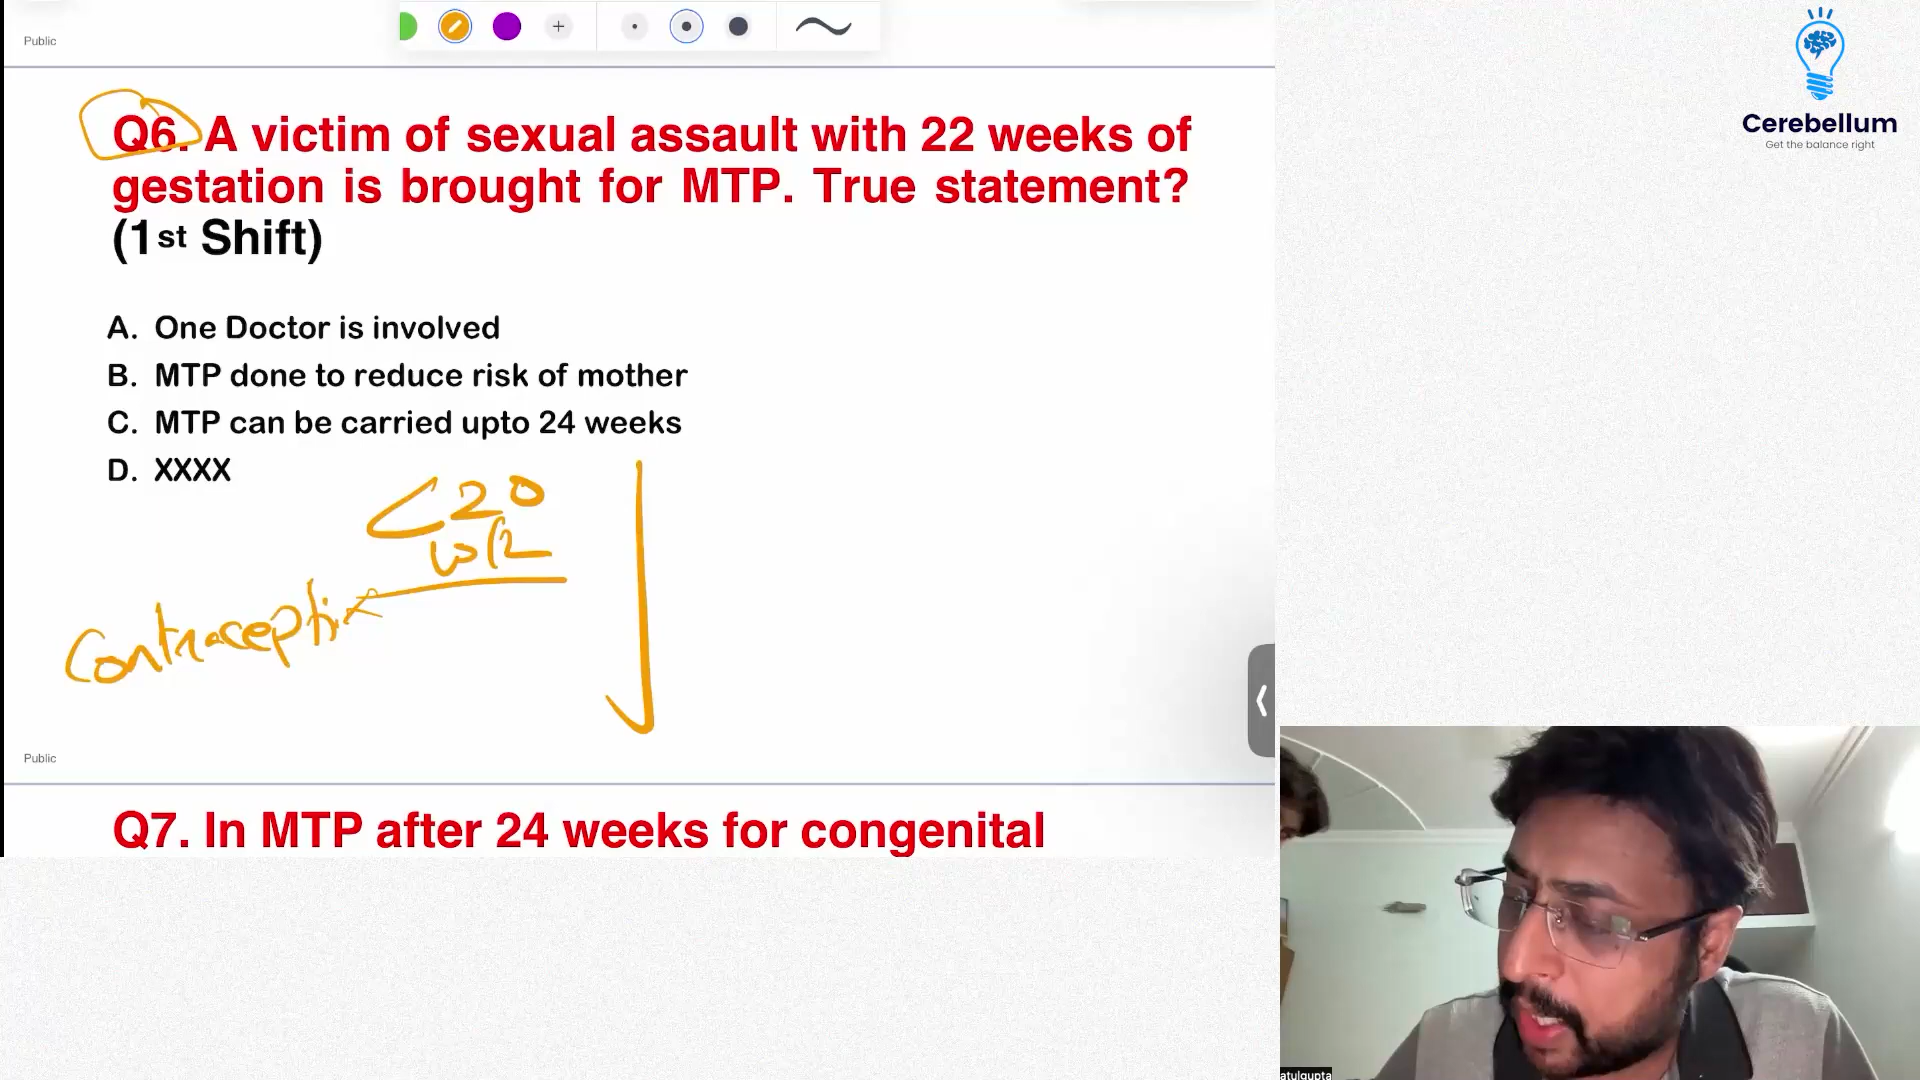 Public
Cerebellum
Get the balance right
Q6. A victim of sexual assault with 22 weeks of
gestation is brought for MTP. True statement?
(1st Shift)
A. One Doctor is involved
B. MTP done to reduce risk of mother
C. MTP can be carried upto 24 weeks
D. XXXX
<20
wk
Contracepti
Public
Q7. In MTP after 24 weeks for congenital
atulgupta